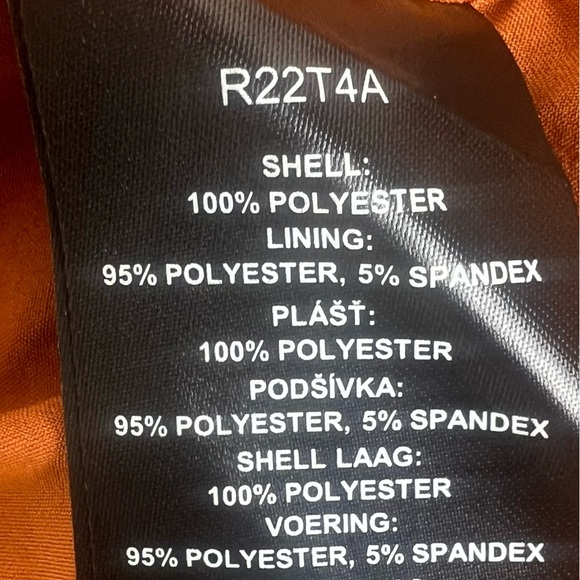 R22T4A
SHELL:
100% POLYESTER
LINING:
95% POLYESTER, 5% SPANDEX
PLÁŠŤ:
100% POLYESTER
PODŠÍVKA:
95% POLYESTER, 5% SPANDEX
SHELL LAAG:
100% POLYESTER
VOERING:
95% POLYESTER, 5% SPANDEX